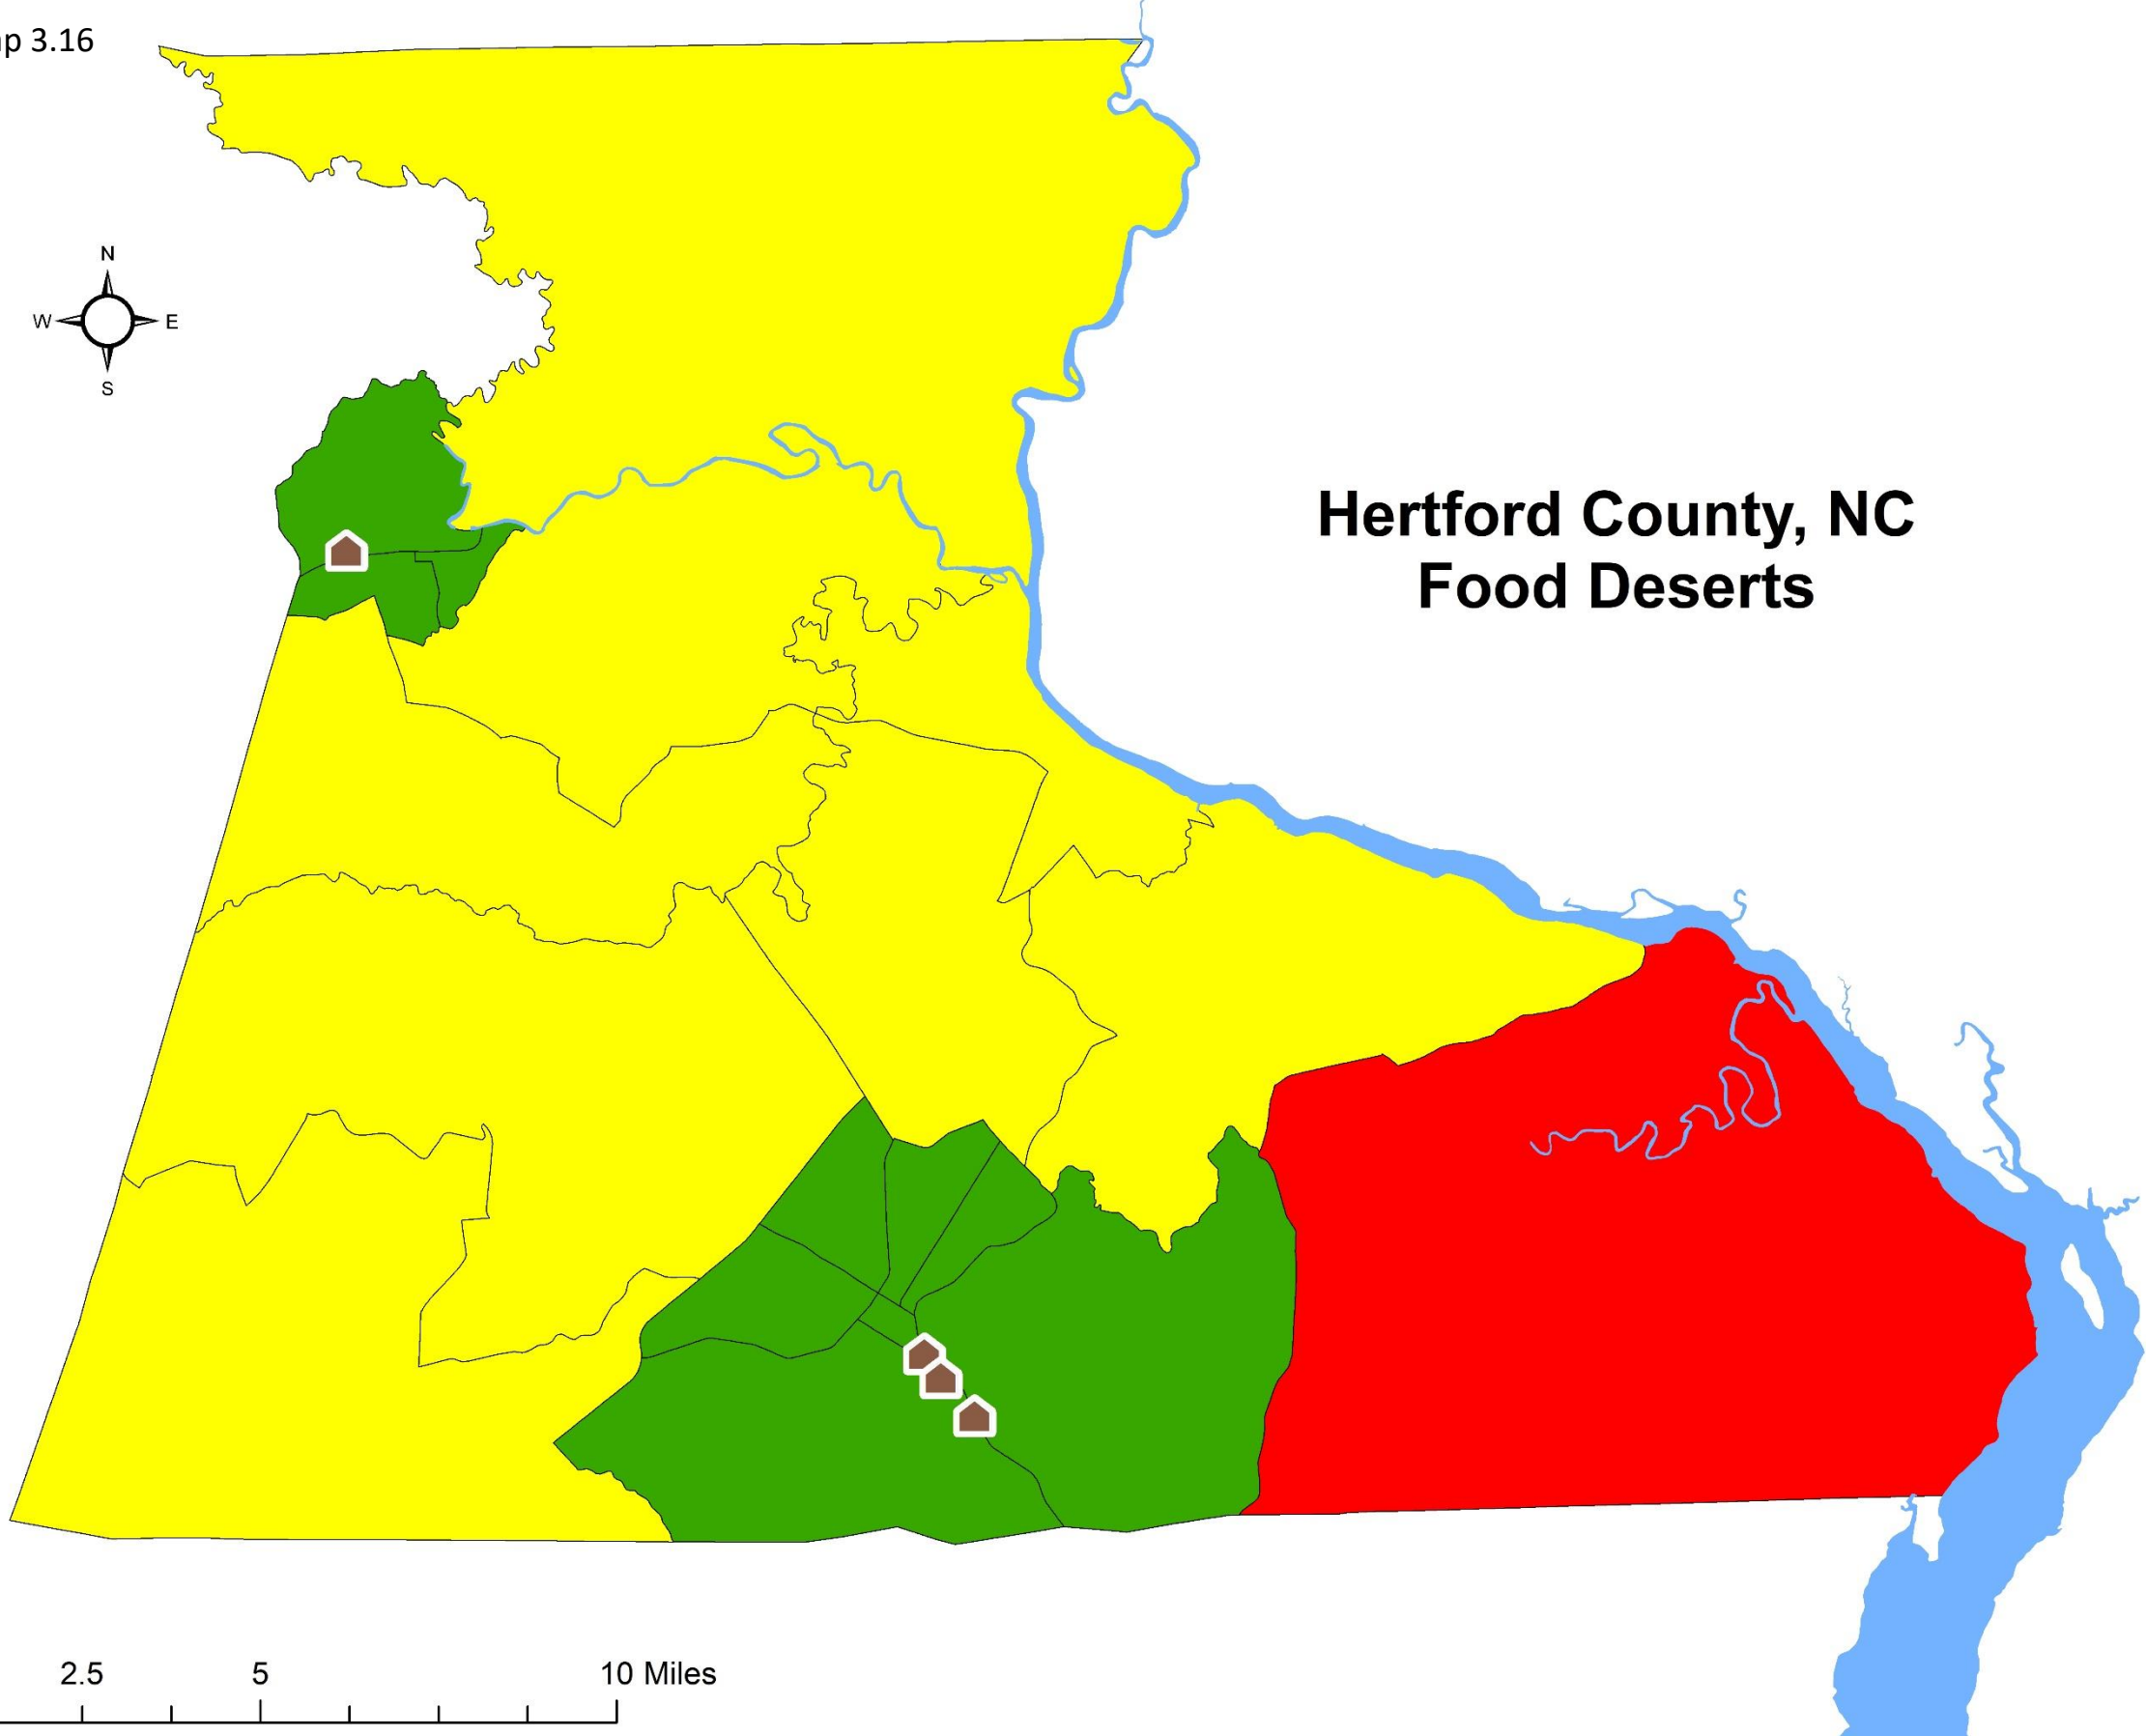 p 3.16
N
W E
S
Hertford County, NC
Food Deserts
2.5 5 10 Miles